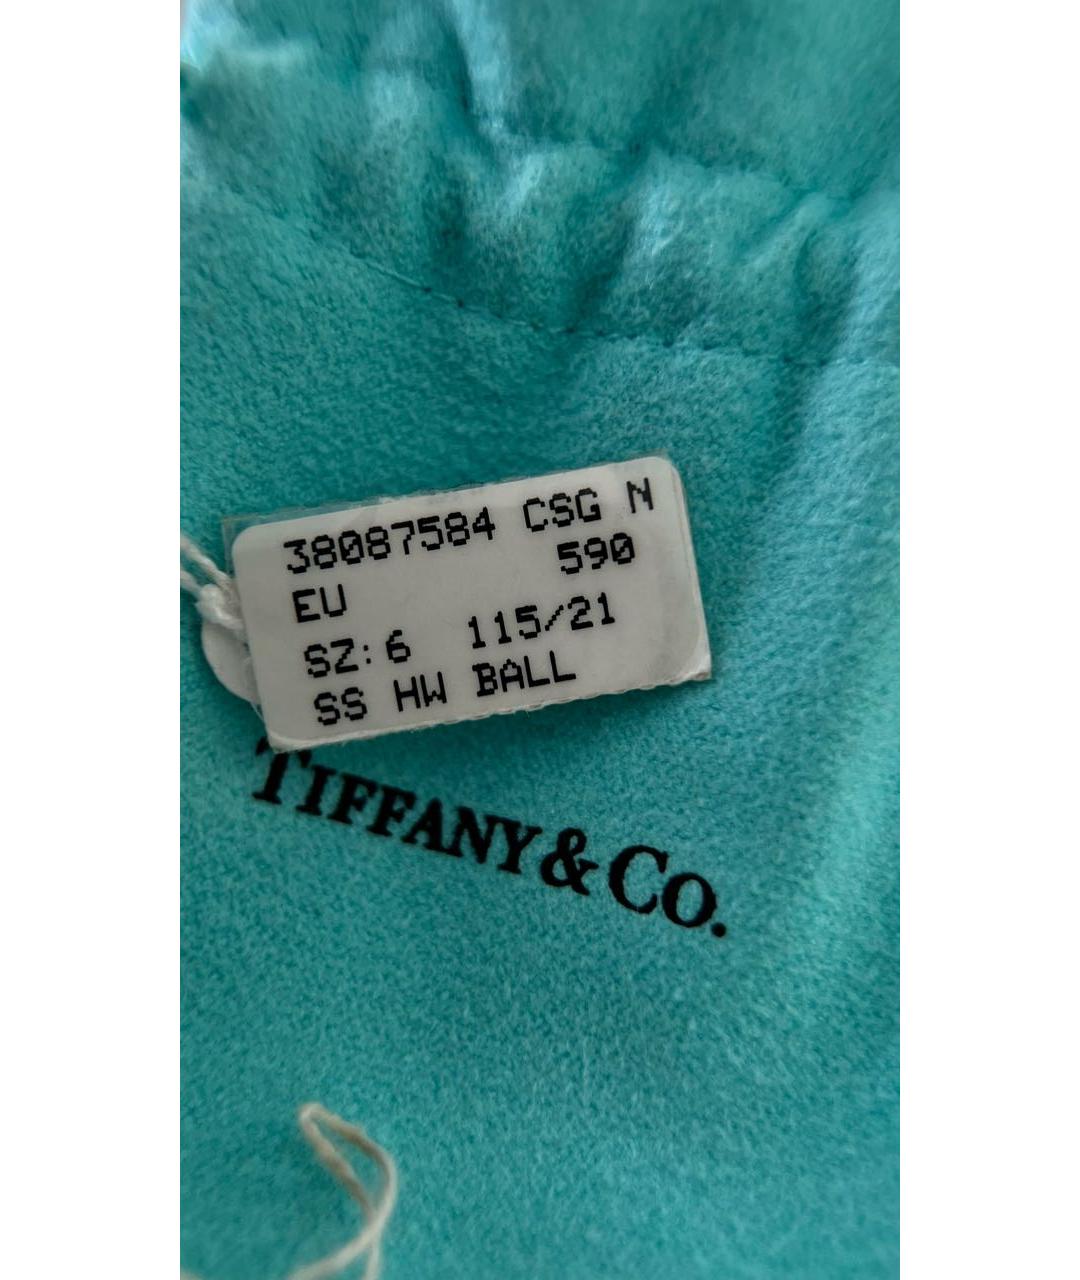 38087584 CSG N
EU 590
SZ:6 115/21
SS HW BALL
TIFFANY & CO.